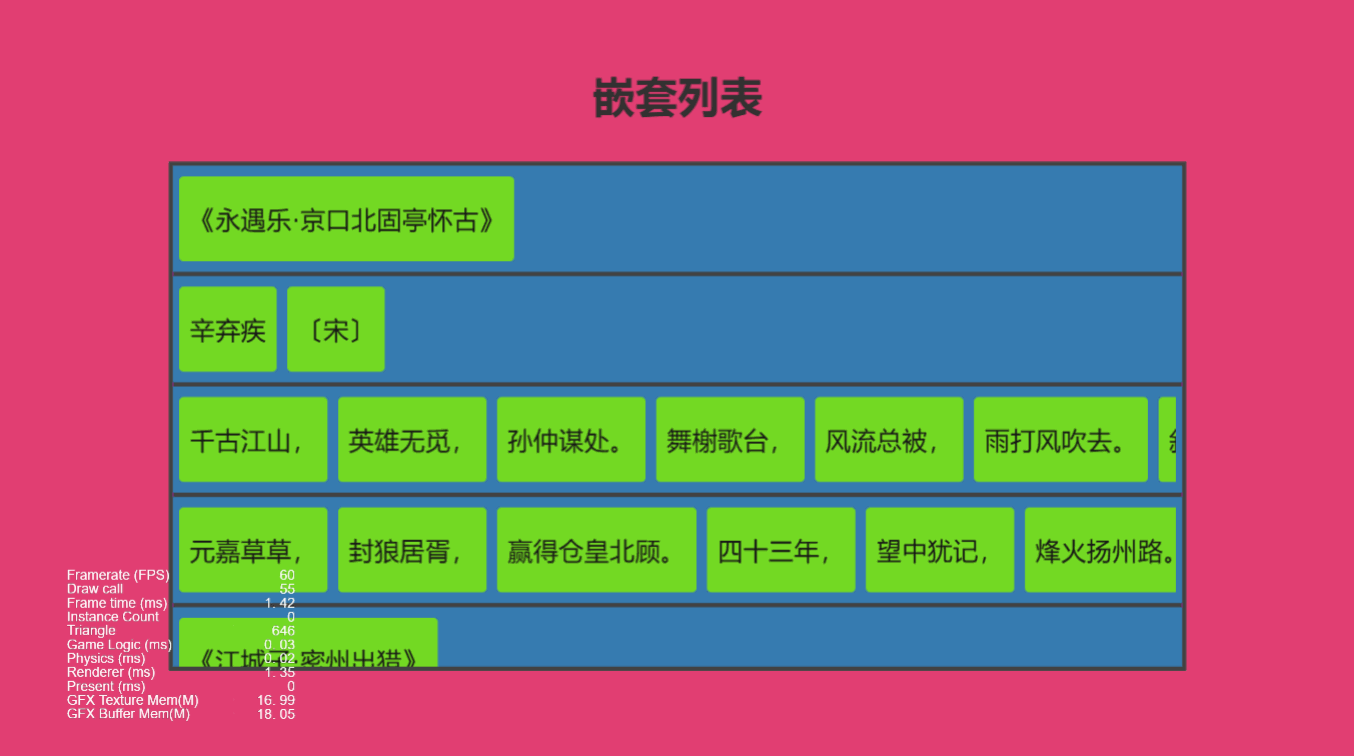 嵌套列表
《永遇乐·京口北固亭怀古》
辛弃疾 〔宋〕
千古江山， 英雄无觅， 孙仲谋处。 舞榭歌台， 风流总被， 雨打风吹去。
元嘉草草， 封狼居胥， 赢得仓皇北顾。 四十三年， 望中犹记， 烽火扬州路。
《江城子·密州出猎》
Framerate (FPS) 60
Draw call 55
Frame time (ms) 1.42
Instance Count 0
Triangle 646
Game Logic (ms) 0.03
Physics (ms) 0.02
Renderer (ms) 1.35
Present (ms) 0
GFX Texture Mem(M) 16.99
GFX Buffer Mem(M) 18.05